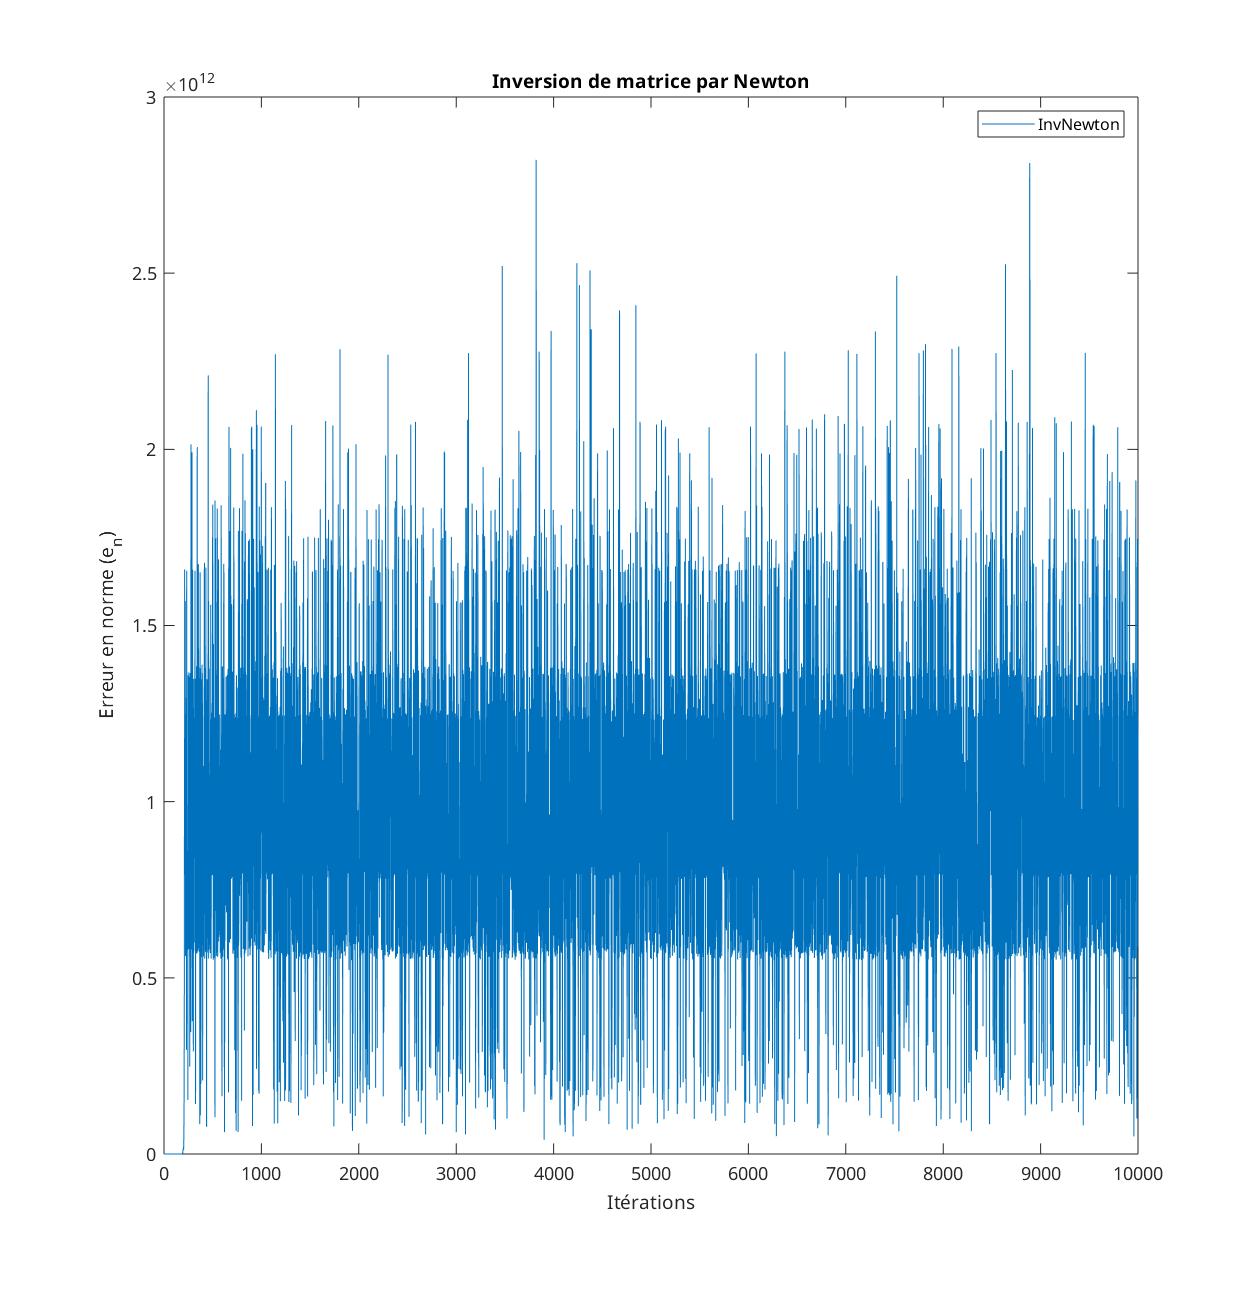 Inversion de matrice par Newton
×10^12
InvNewton
3
2.5
2
1.5
1
0.5
0
Erreur en norme (e_n)
0 1000 2000 3000 4000 5000 6000 7000 8000 9000 10000
Itérations